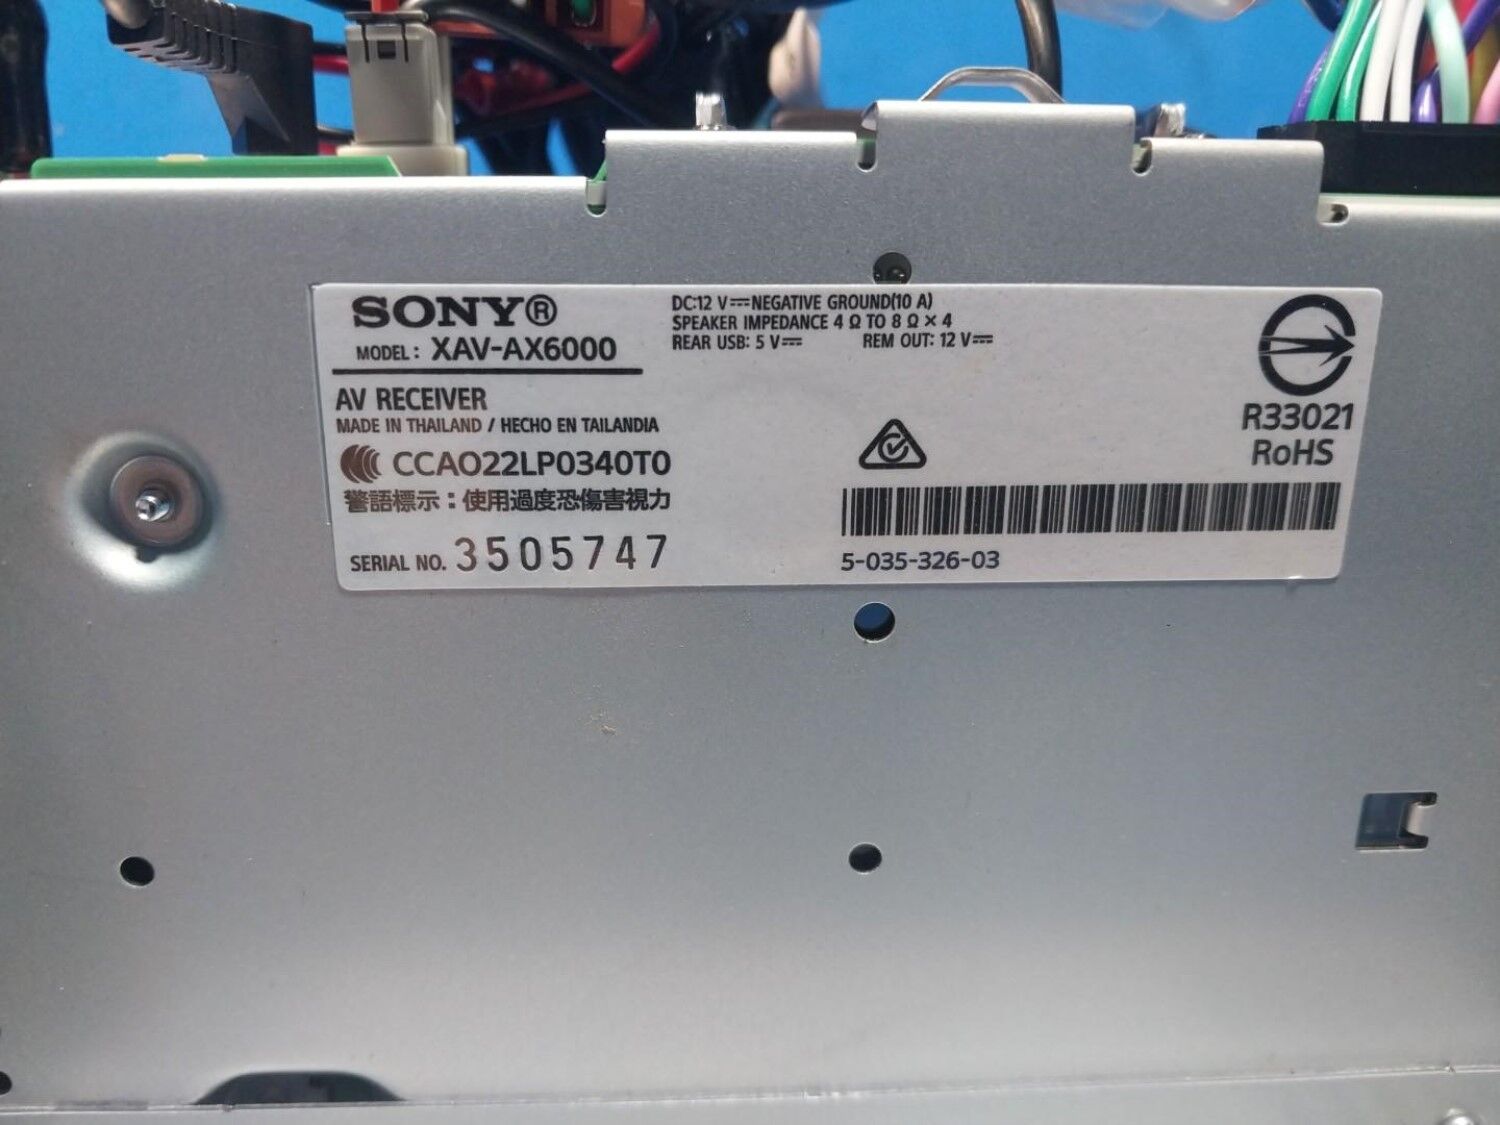 SONY®
MODEL: XAV-AX6000
AV RECEIVER
MADE IN THAILAND / HECHO EN TAILANDIA
CCAO22LP0340T0
警語標示：使用過度恐傷害視力
SERIAL NO. 3505747
DC:12 V⎓NEGATIVE GROUND(10 A)
SPEAKER IMPEDANCE 4 Ω TO 8 Ω × 4
REAR USB: 5 V⎓ REM OUT: 12 V⎓
R33021
RoHS
5-035-326-03